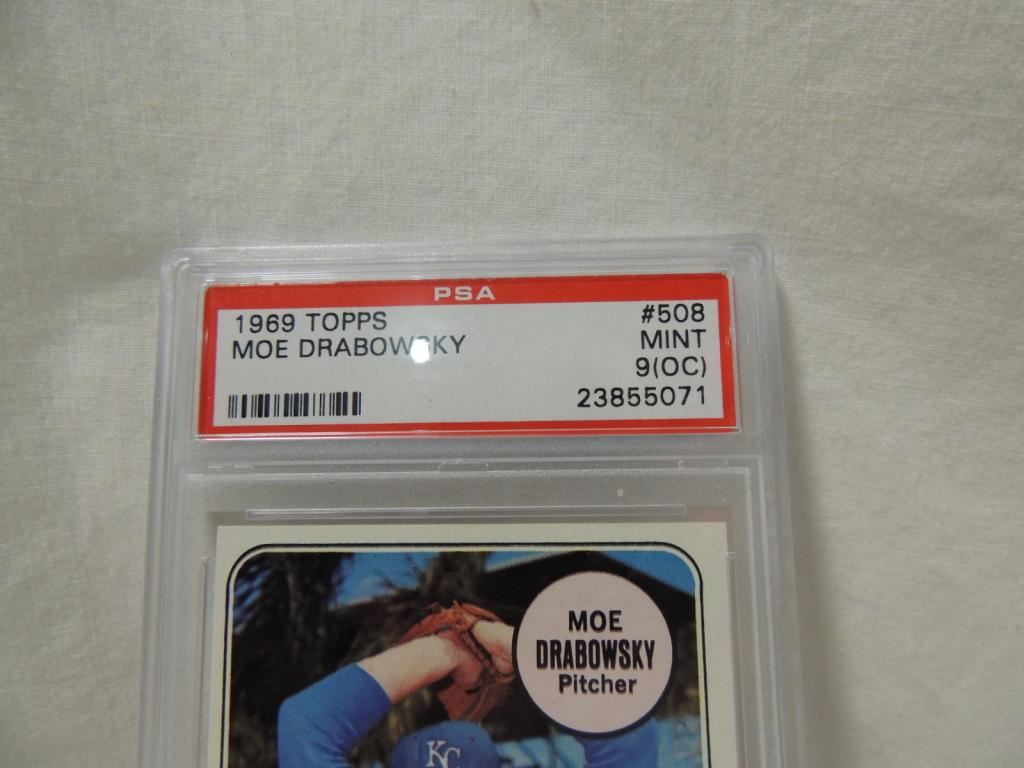 PSA
1969 TOPPS #508
MOE DRABOWSKY MINT
9(OC)
23855071
MOE
DRABOWSKY
Pitcher
KC